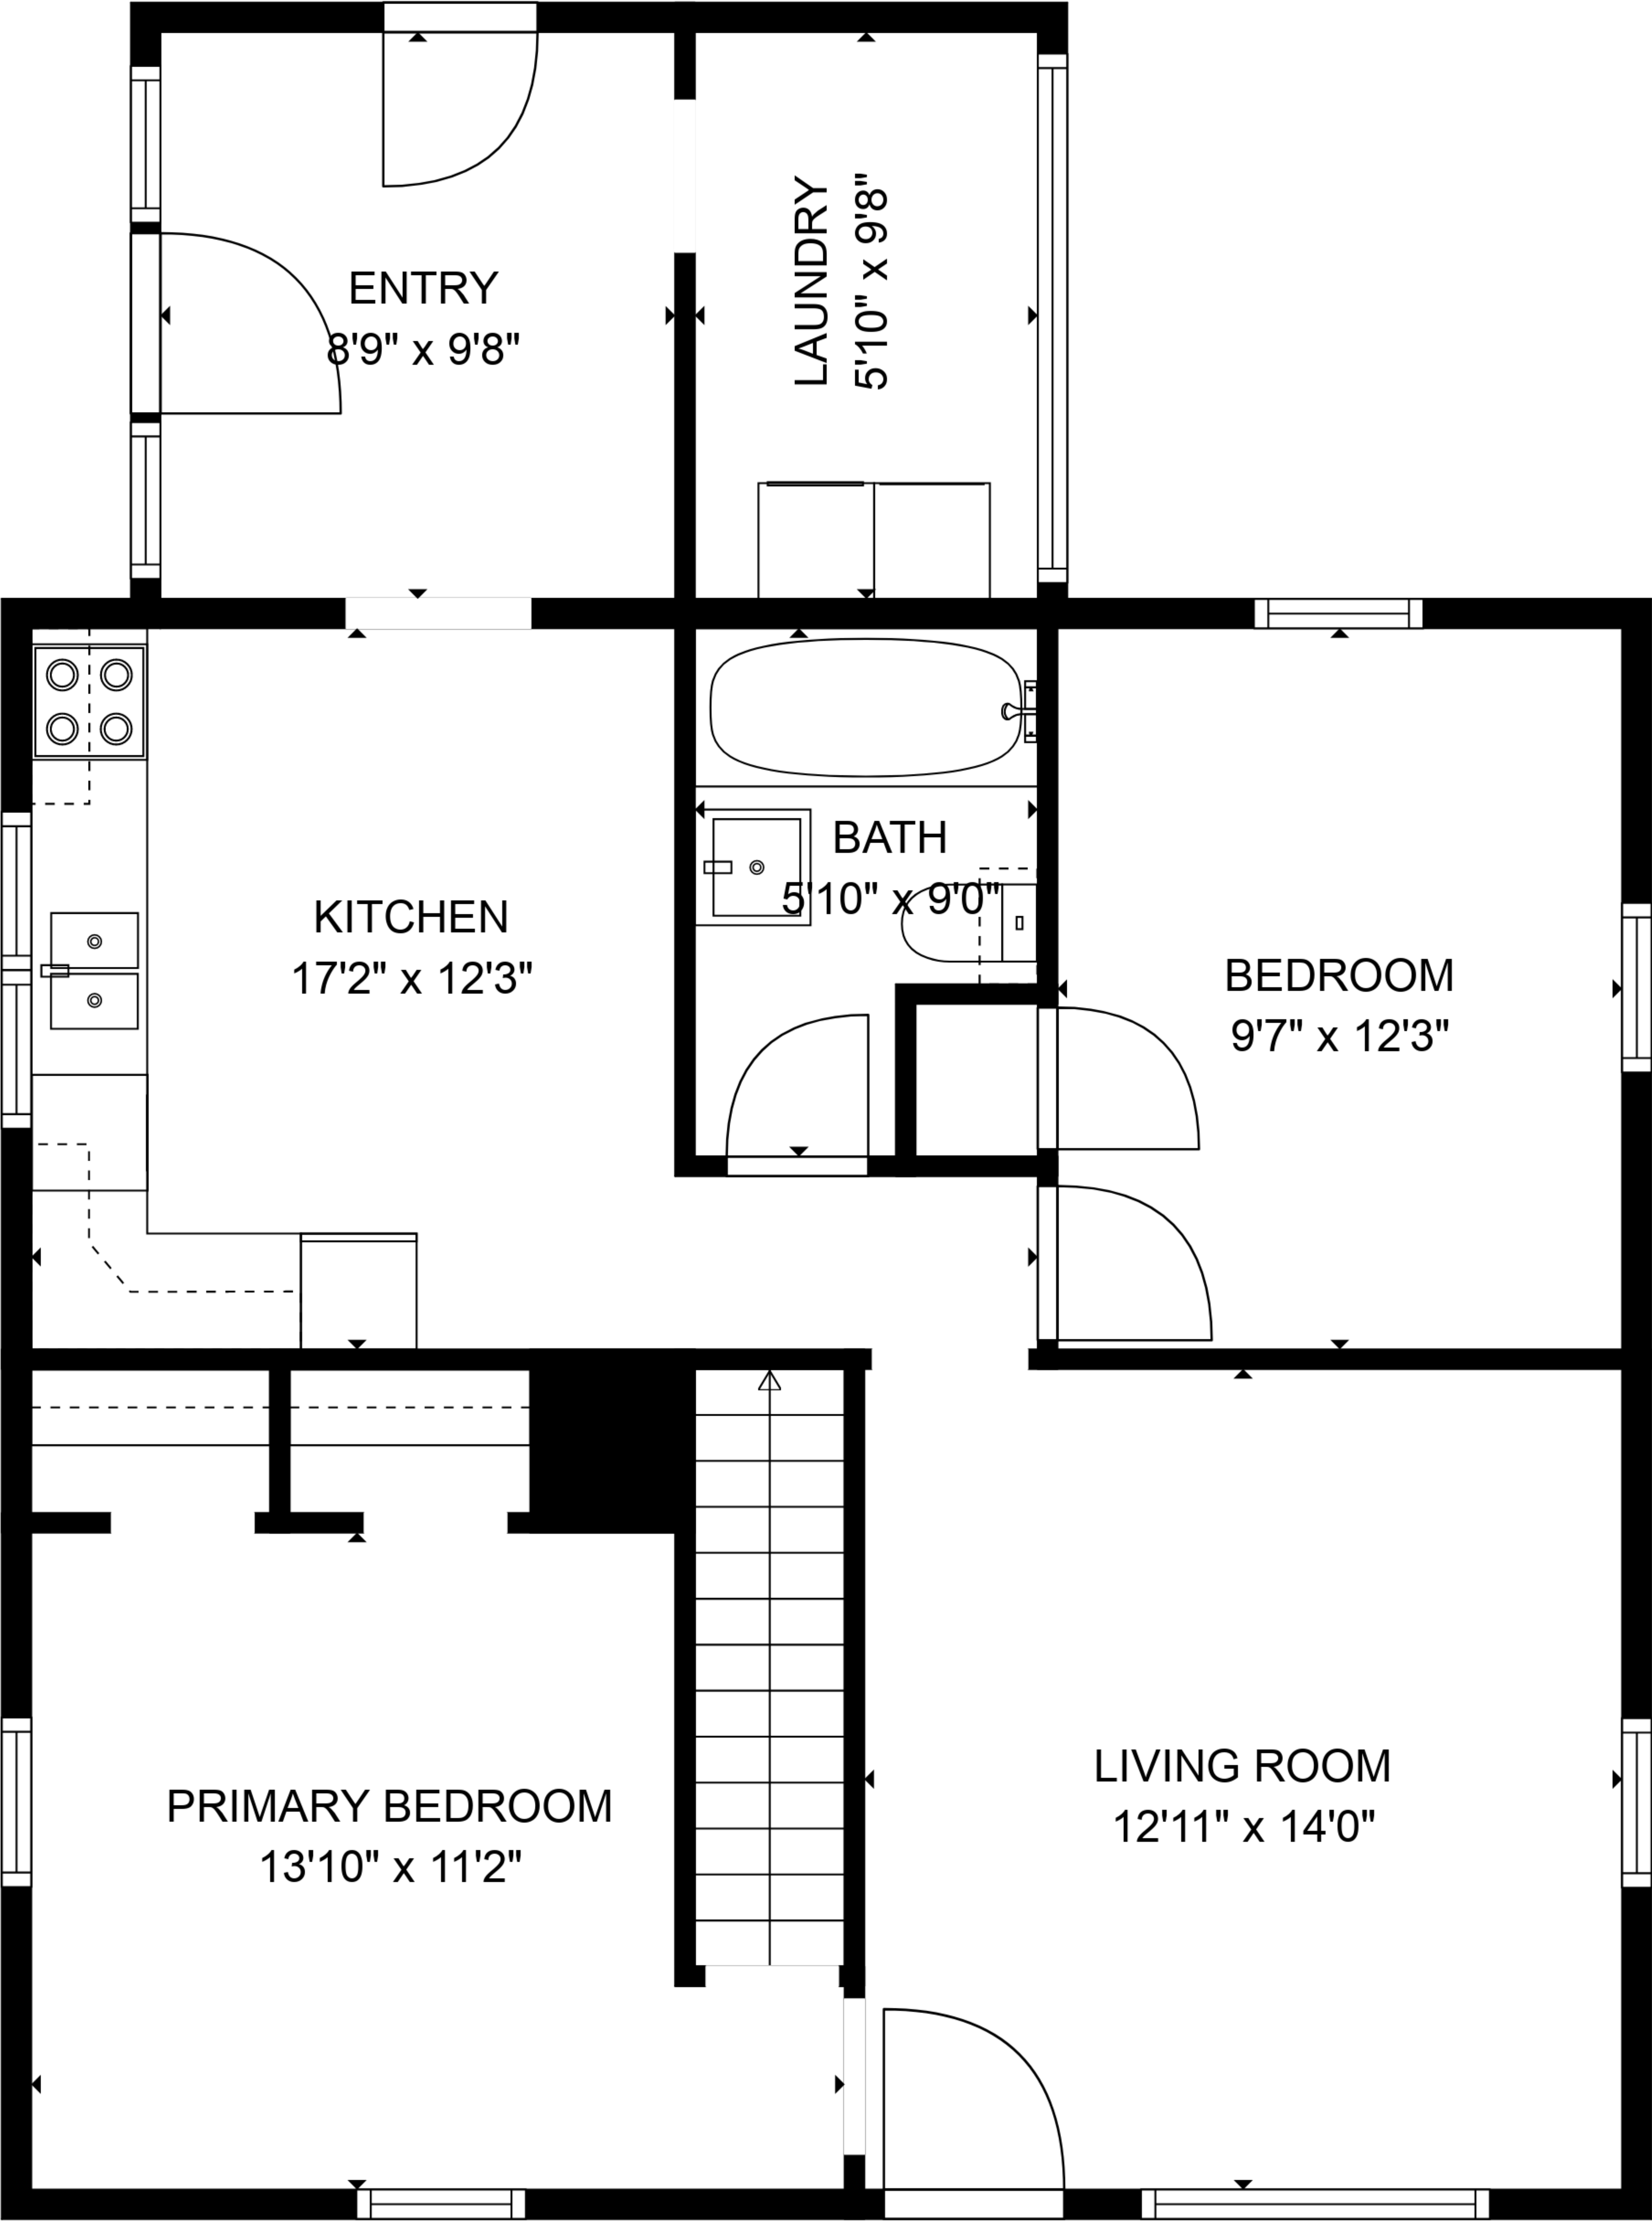 ENTRY
8'9" x 9'8"
LAUNDRY
5'10" x 9'8"
KITCHEN
17'2" x 12'3"
BATH
5'10" x 9'0"
BEDROOM
9'7" x 12'3"
PRIMARY BEDROOM
13'10" x 11'2"
LIVING ROOM
12'11" x 14'0"